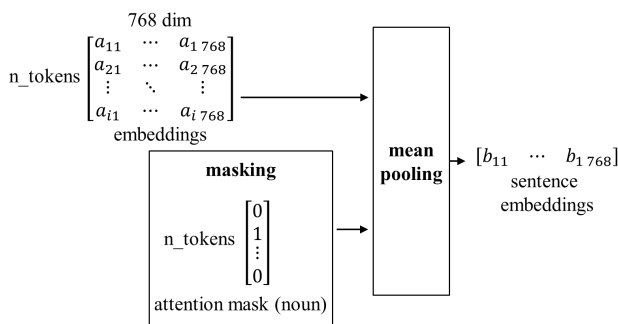 768 dim
n_tokens
a₁₁ ⋯ a₁ ₇₆₈
a₂₁ ⋯ a₂ ₇₆₈
⋮ ⋱ ⋮
aᵢ₁ ⋯ aᵢ ₇₆₈
embeddings
masking
n_tokens
0
1
⋮
0
attention mask (noun)
mean
pooling
[b₁₁ ⋯ b₁ ₇₆₈]
sentence
embeddings